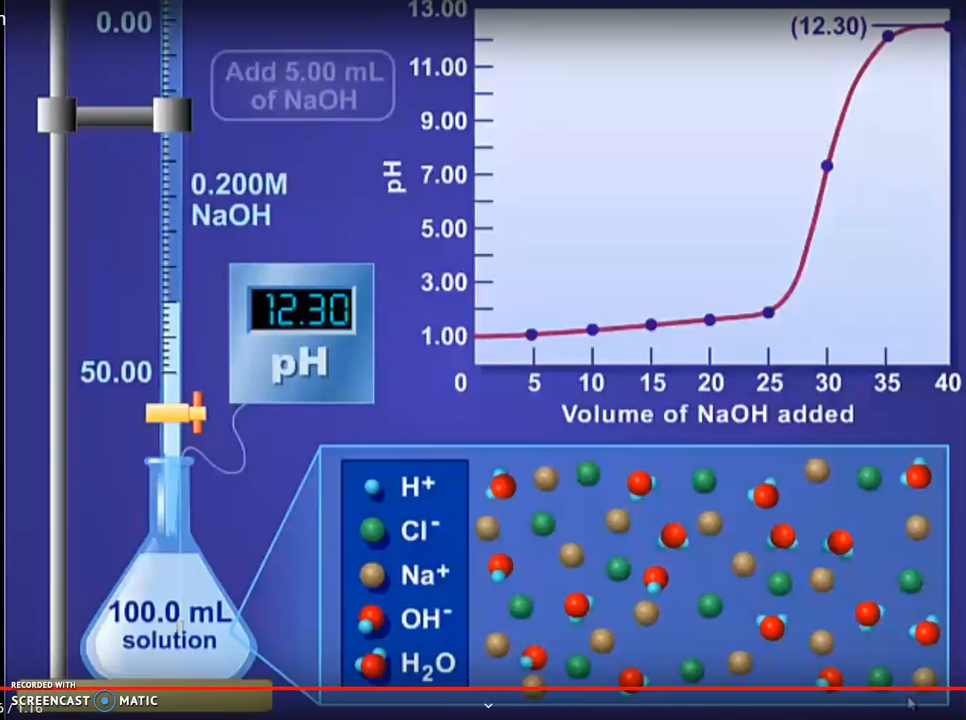 n
0.00
Add 5.00 mL
of NaOH
0.200M
NaOH
12.30
pH
50.00
100.0 mL
solution
13.00
(12.30)
11.00
9.00
7.00
5.00
3.00
1.00
pH
0 5 10 15 20 25 30 35 40
Volume of NaOH added
H⁺
Cl⁻
Na⁺
OH⁻
H₂O
RECORDED WITH
SCREENCAST MATIC
/ 1:16